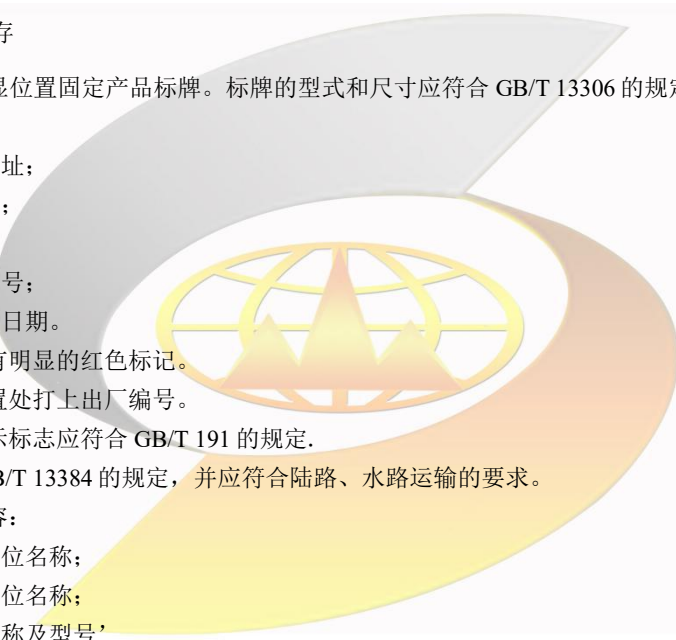 存
显位置固定产品标牌。标牌的型式和尺寸应符合 GB/T 13306 的规定
址；
；
号；
日期。
有明显的红色标记。
置处打上出厂编号。
示标志应符合 GB/T 191 的规定.
B/T 13384 的规定，并应符合陆路、水路运输的要求。
容：
位名称；
位名称；
称及型号’